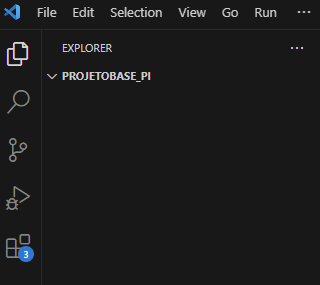 File Edit Selection View Go Run ···
EXPLORER ···
PROJETOBASE_PI
3